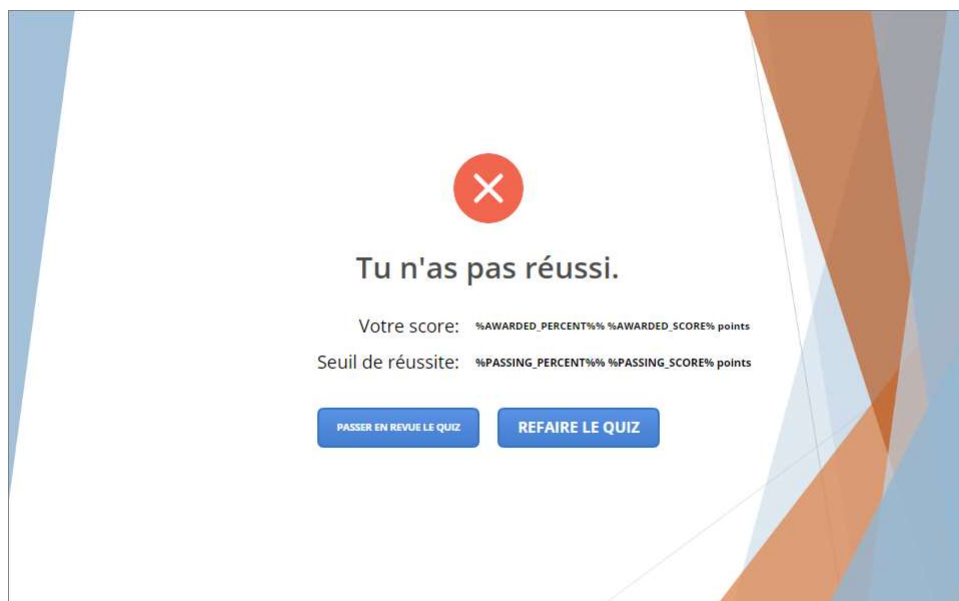 Tu n'as pas réussi.
Votre score: %AWARDED_PERCENT%% %AWARDED_SCORE% points
Seuil de réussite: %PASSING_PERCENT%% %PASSING_SCORE% points
PASSER EN REVUE LE QUIZ REFAIRE LE QUIZ